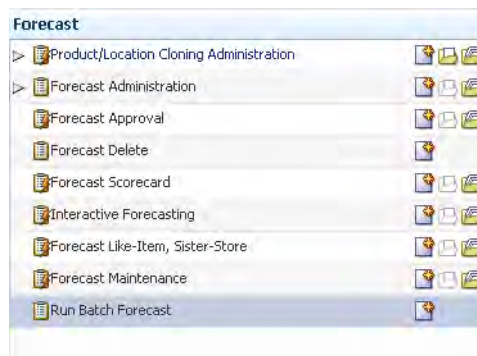 Forecast
Product/Location Cloning Administration
Forecast Administration
Forecast Approval
Forecast Delete
Forecast Scorecard
Interactive Forecasting
Forecast Like-Item, Sister-Store
Forecast Maintenance
Run Batch Forecast